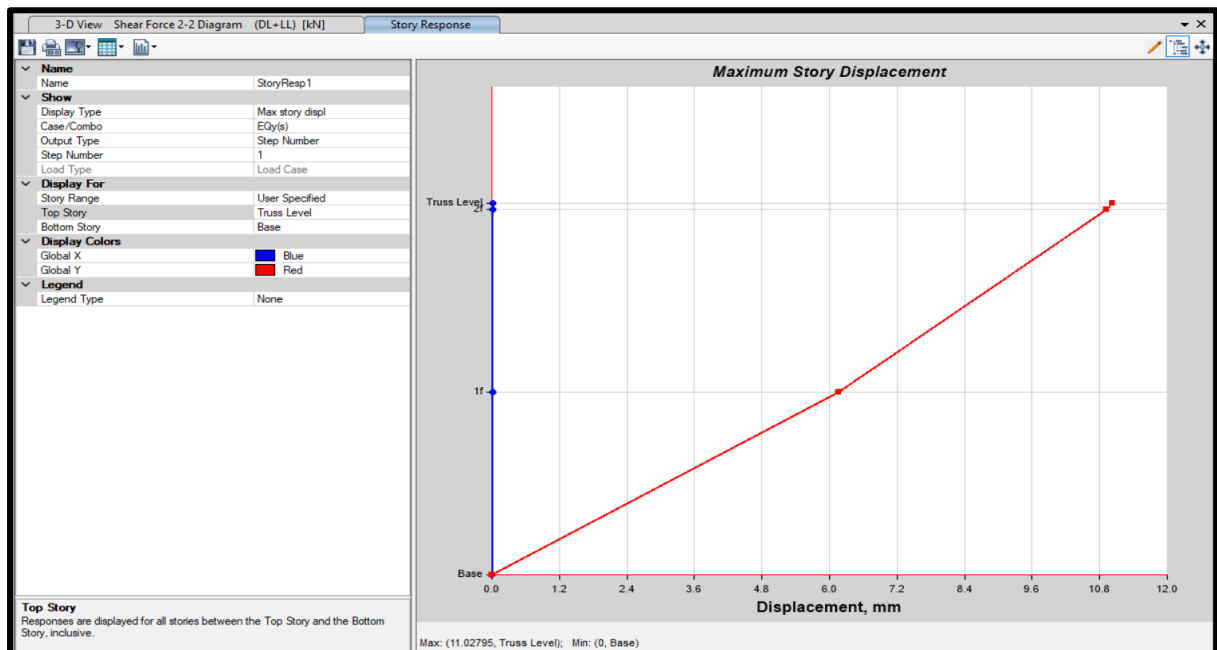 3-D View Shear Force 2-2 Diagram (DL+LL) [kN]
Story Response
Name
Name StoryResp1
Show
Display Type Max story displ
Case/Combo EQy(s)
Output Type Step Number
Step Number 1
Load Type Load Case
Display For
Story Range User Specified
Top Story Truss Level
Bottom Story Base
Display Colors
Global X Blue
Global Y Red
Legend
Legend Type None
Top Story
Responses are displayed for all stories between the Top Story and the Bottom
Story, inclusive.
Maximum Story Displacement
Truss Level
2f
1f
Base
0.0 1.2 2.4 3.6 4.8 6.0 7.2 8.4 9.6 10.8 12.0
Displacement, mm
Max: (11.02795, Truss Level); Min: (0, Base)